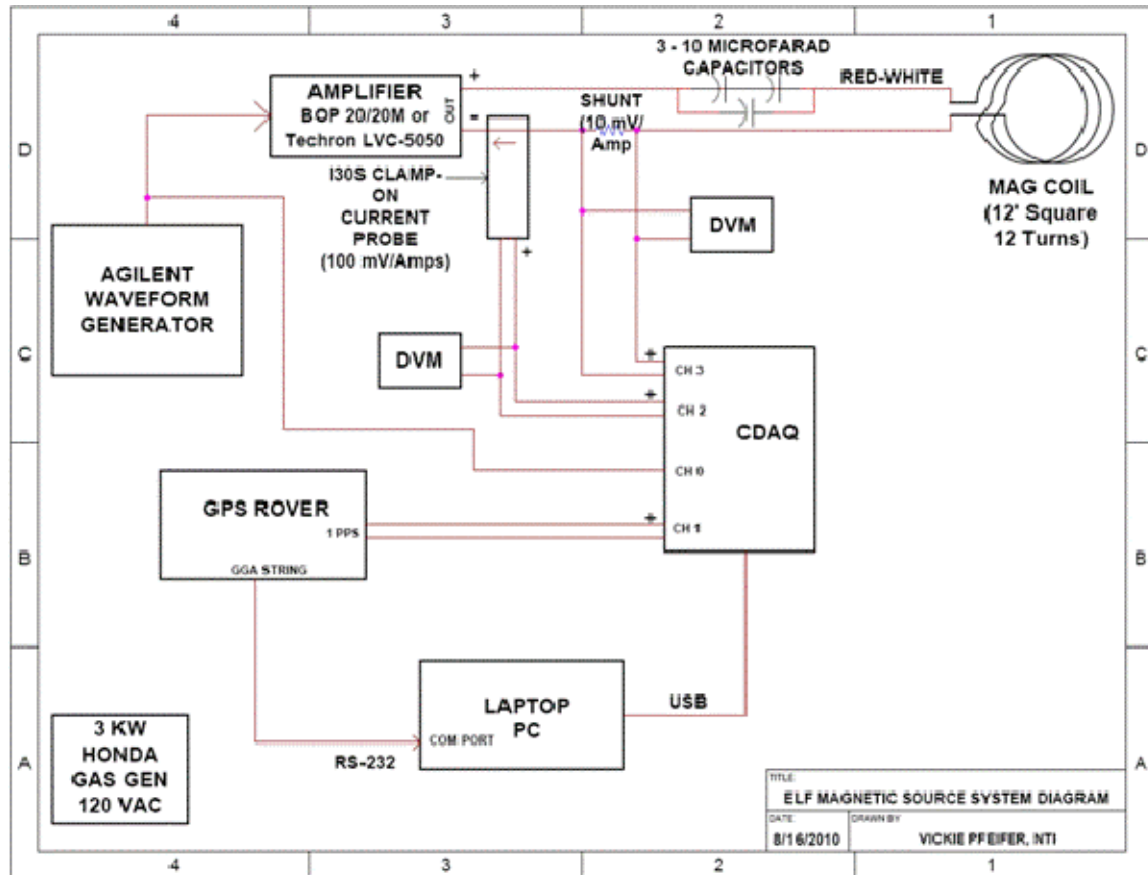 4 3 2 1
3 - 10 MICROFARAD
CAPACITORS
RED-WHITE
AMPLIFIER
BOP 20/20M or
Techron LVC-5050
OUT
+
=
SHUNT
(10 mV/
Amp
D
D
I30S CLAMP-
ON
CURRENT
PROBE
(100 mV/Amps)
+
MAG COIL
(12' Square
12 Turns)
DVM
AGILENT
WAVEFORM
GENERATOR
DVM
C
C
+
CH 3
+
CH 2
CDAQ
CH 0
+
CH 1
GPS ROVER
1 PPS
GGA STRING
B
B
LAPTOP
PC
COM PORT
USB
RS-232
3 KW
HONDA
GAS GEN
120 VAC
A
A
TITLE:
ELF MAGNETIC SOURCE SYSTEM DIAGRAM
DATE:
8/16/2010
DRAWN BY
VICKIE PFEIFER, NTI
4 3 2 1